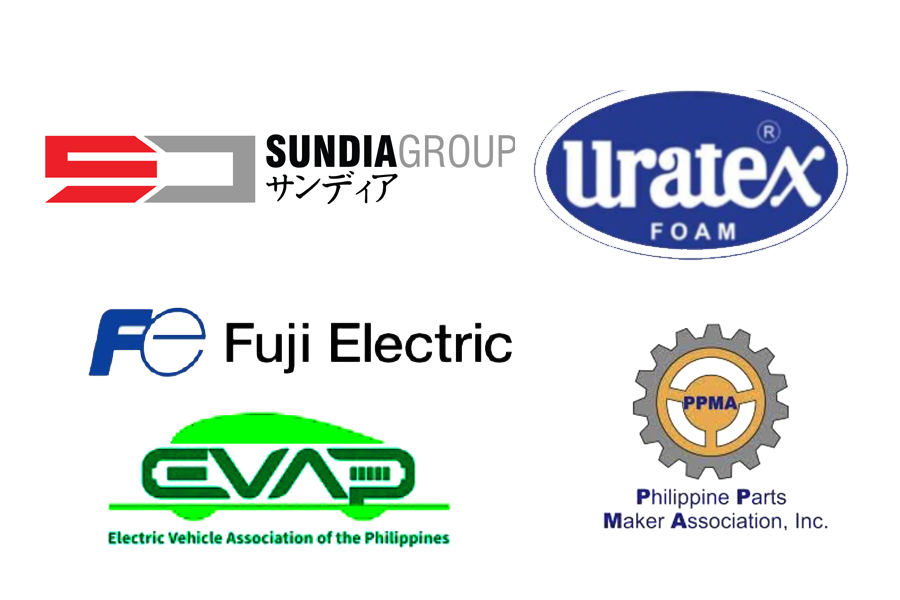 SUNDIAGROUP
サンディア
uratex®
FOAM
Fe Fuji Electric
EVAP
Electric Vehicle Association of the Philippines
PPMA
Philippine Parts
Maker Association, Inc.